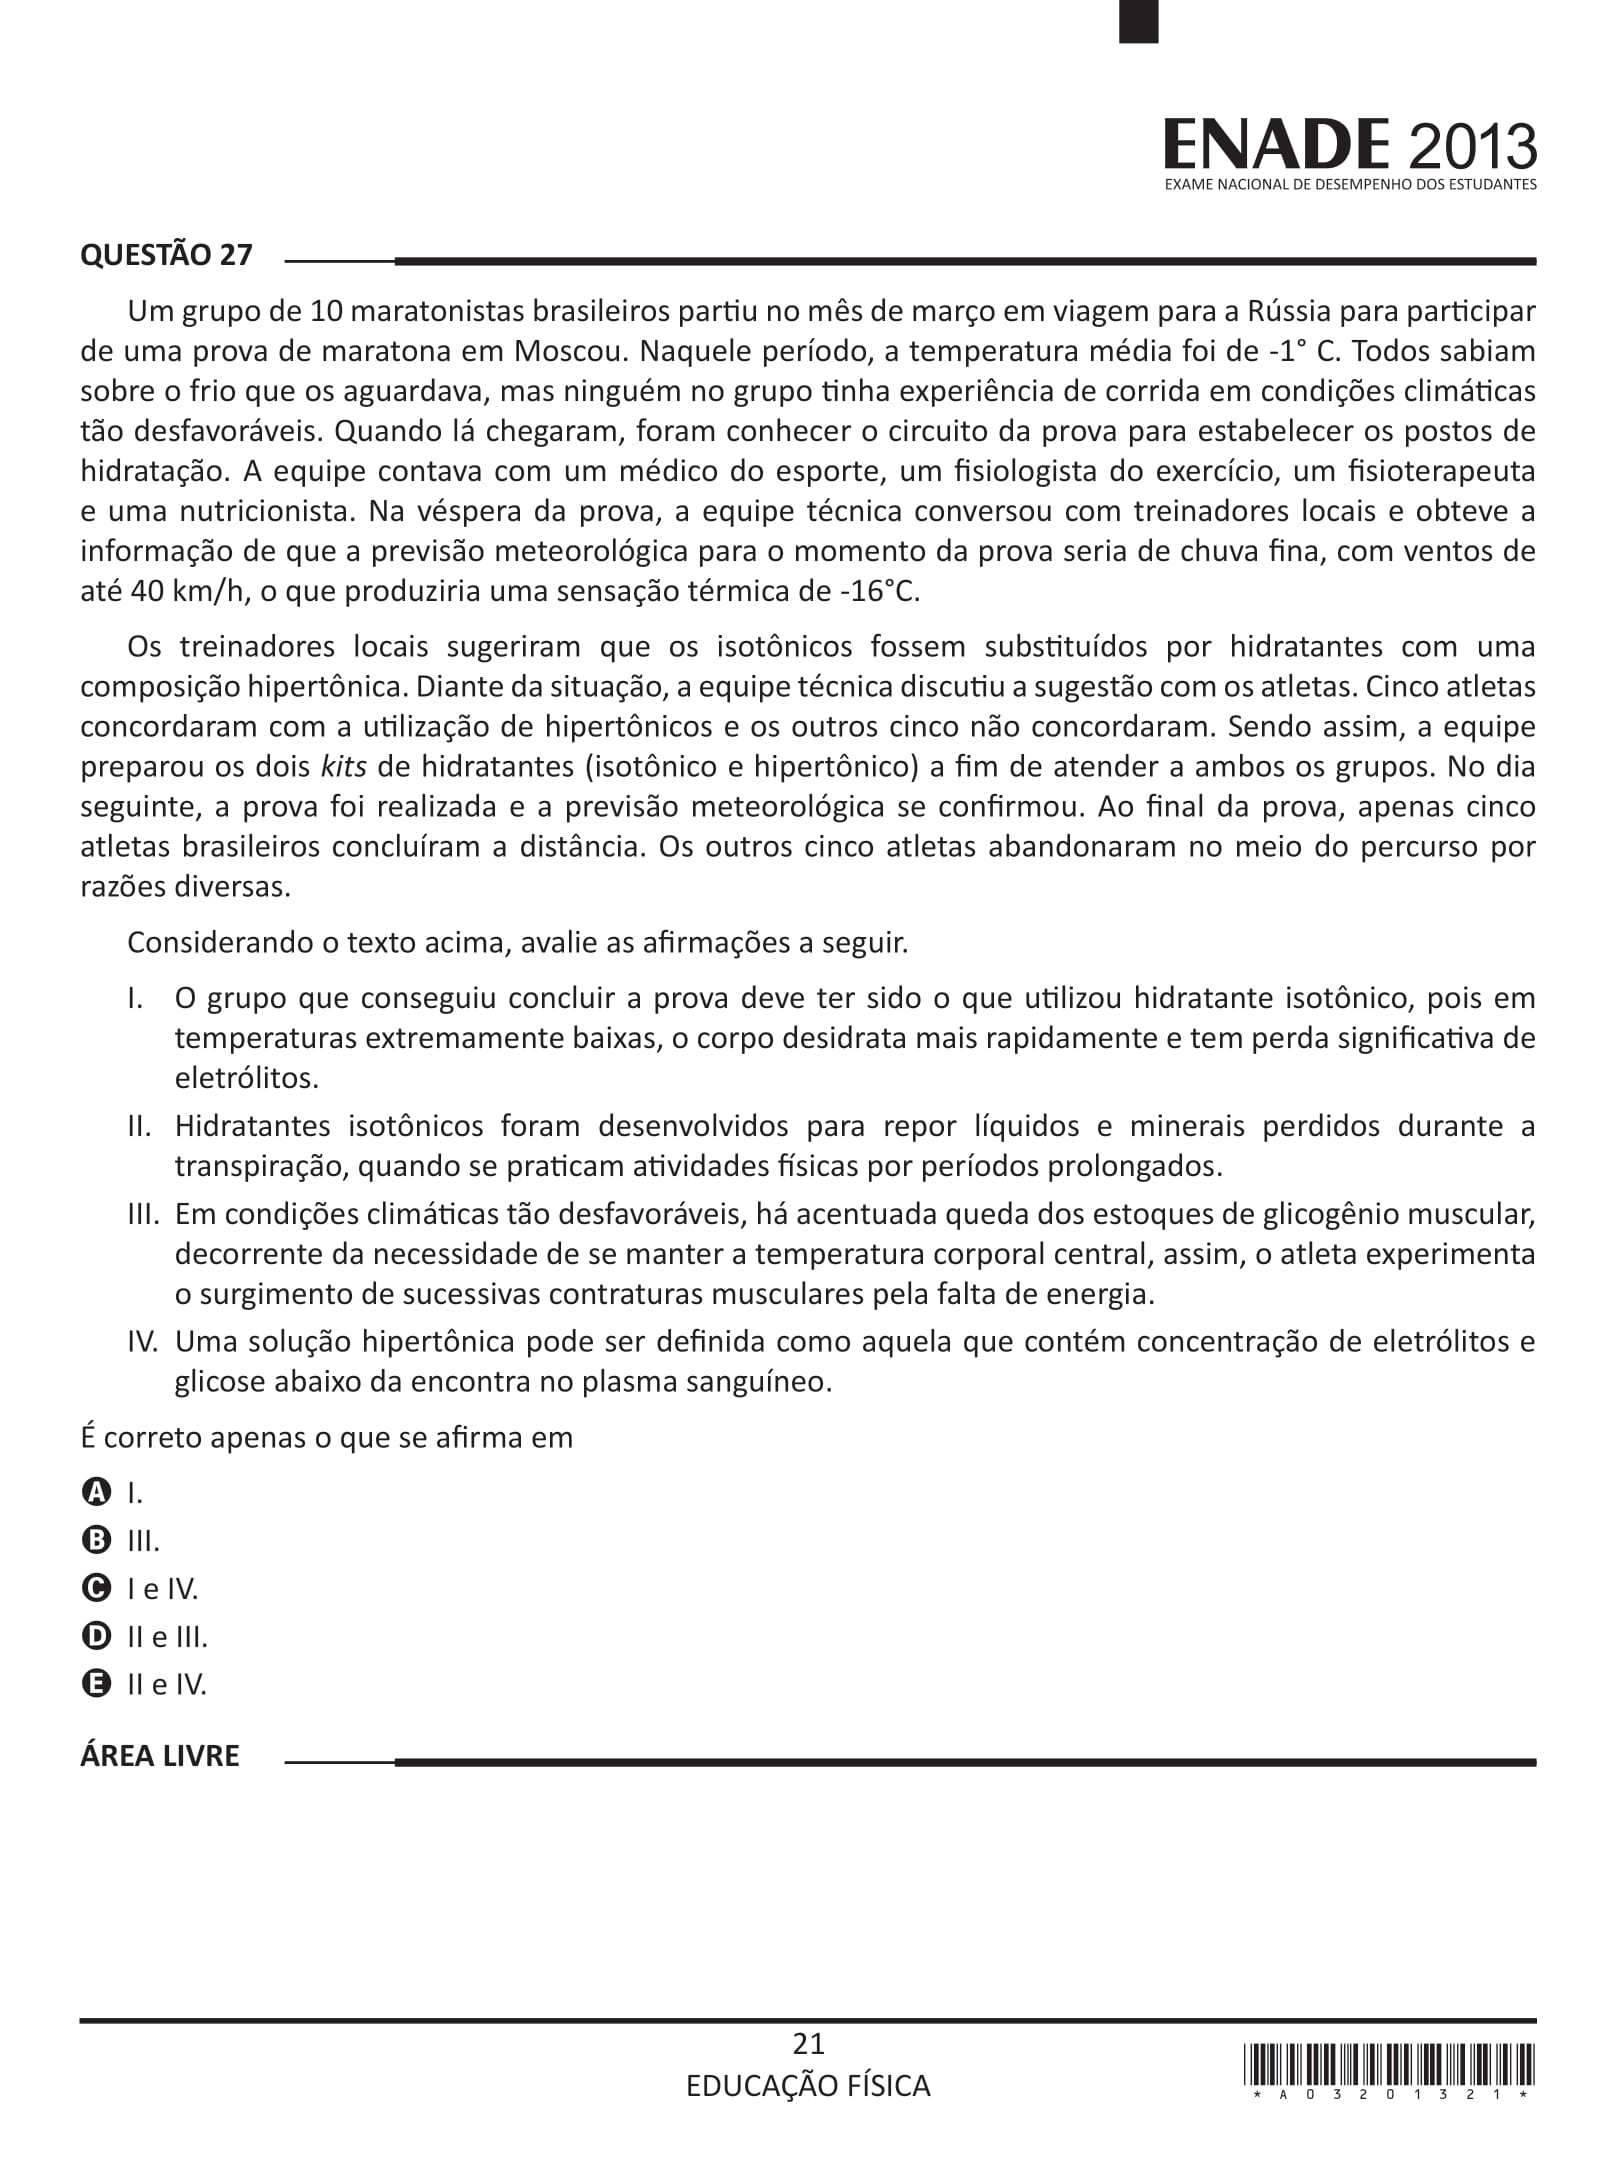 ENADE 2013
EXAME NACIONAL DE DESEMPENHO DOS ESTUDANTES
QUESTÃO 27
Um grupo de 10 maratonistas brasileiros partiu no mês de março em viagem para a Rússia para participar
de uma prova de maratona em Moscou. Naquele período, a temperatura média foi de -1° C. Todos sabiam
sobre o frio que os aguardava, mas ninguém no grupo tinha experiência de corrida em condições climáticas
tão desfavoráveis. Quando lá chegaram, foram conhecer o circuito da prova para estabelecer os postos de
hidratação. A equipe contava com um médico do esporte, um fisiologista do exercício, um fisioterapeuta
e uma nutricionista. Na véspera da prova, a equipe técnica conversou com treinadores locais e obteve a
informação de que a previsão meteorológica para o momento da prova seria de chuva fina, com ventos de
até 40 km/h, o que produziria uma sensação térmica de -16°C.
Os treinadores locais sugeriram que os isotônicos fossem substituídos por hidratantes com uma
composição hipertônica. Diante da situação, a equipe técnica discutiu a sugestão com os atletas. Cinco atletas
concordaram com a utilização de hipertônicos e os outros cinco não concordaram. Sendo assim, a equipe
preparou os dois kits de hidratantes (isotônico e hipertônico) a fim de atender a ambos os grupos. No dia
seguinte, a prova foi realizada e a previsão meteorológica se confirmou. Ao final da prova, apenas cinco
atletas brasileiros concluíram a distância. Os outros cinco atletas abandonaram no meio do percurso por
razões diversas.
Considerando o texto acima, avalie as afirmações a seguir.
I. O grupo que conseguiu concluir a prova deve ter sido o que utilizou hidratante isotônico, pois em
temperaturas extremamente baixas, o corpo desidrata mais rapidamente e tem perda significativa de
eletrólitos.
II. Hidratantes isotônicos foram desenvolvidos para repor líquidos e minerais perdidos durante a
transpiração, quando se praticam atividades físicas por períodos prolongados.
III. Em condições climáticas tão desfavoráveis, há acentuada queda dos estoques de glicogênio muscular,
decorrente da necessidade de se manter a temperatura corporal central, assim, o atleta experimenta
o surgimento de sucessivas contraturas musculares pela falta de energia.
IV. Uma solução hipertônica pode ser definida como aquela que contém concentração de eletrólitos e
glicose abaixo da encontra no plasma sanguíneo.
É correto apenas o que se afirma em
A I.
B III.
C I e IV.
D II e III.
E II e IV.
ÁREA LIVRE
21
EDUCAÇÃO FÍSICA
* A 0 3 2 0 1 3 2 1 *